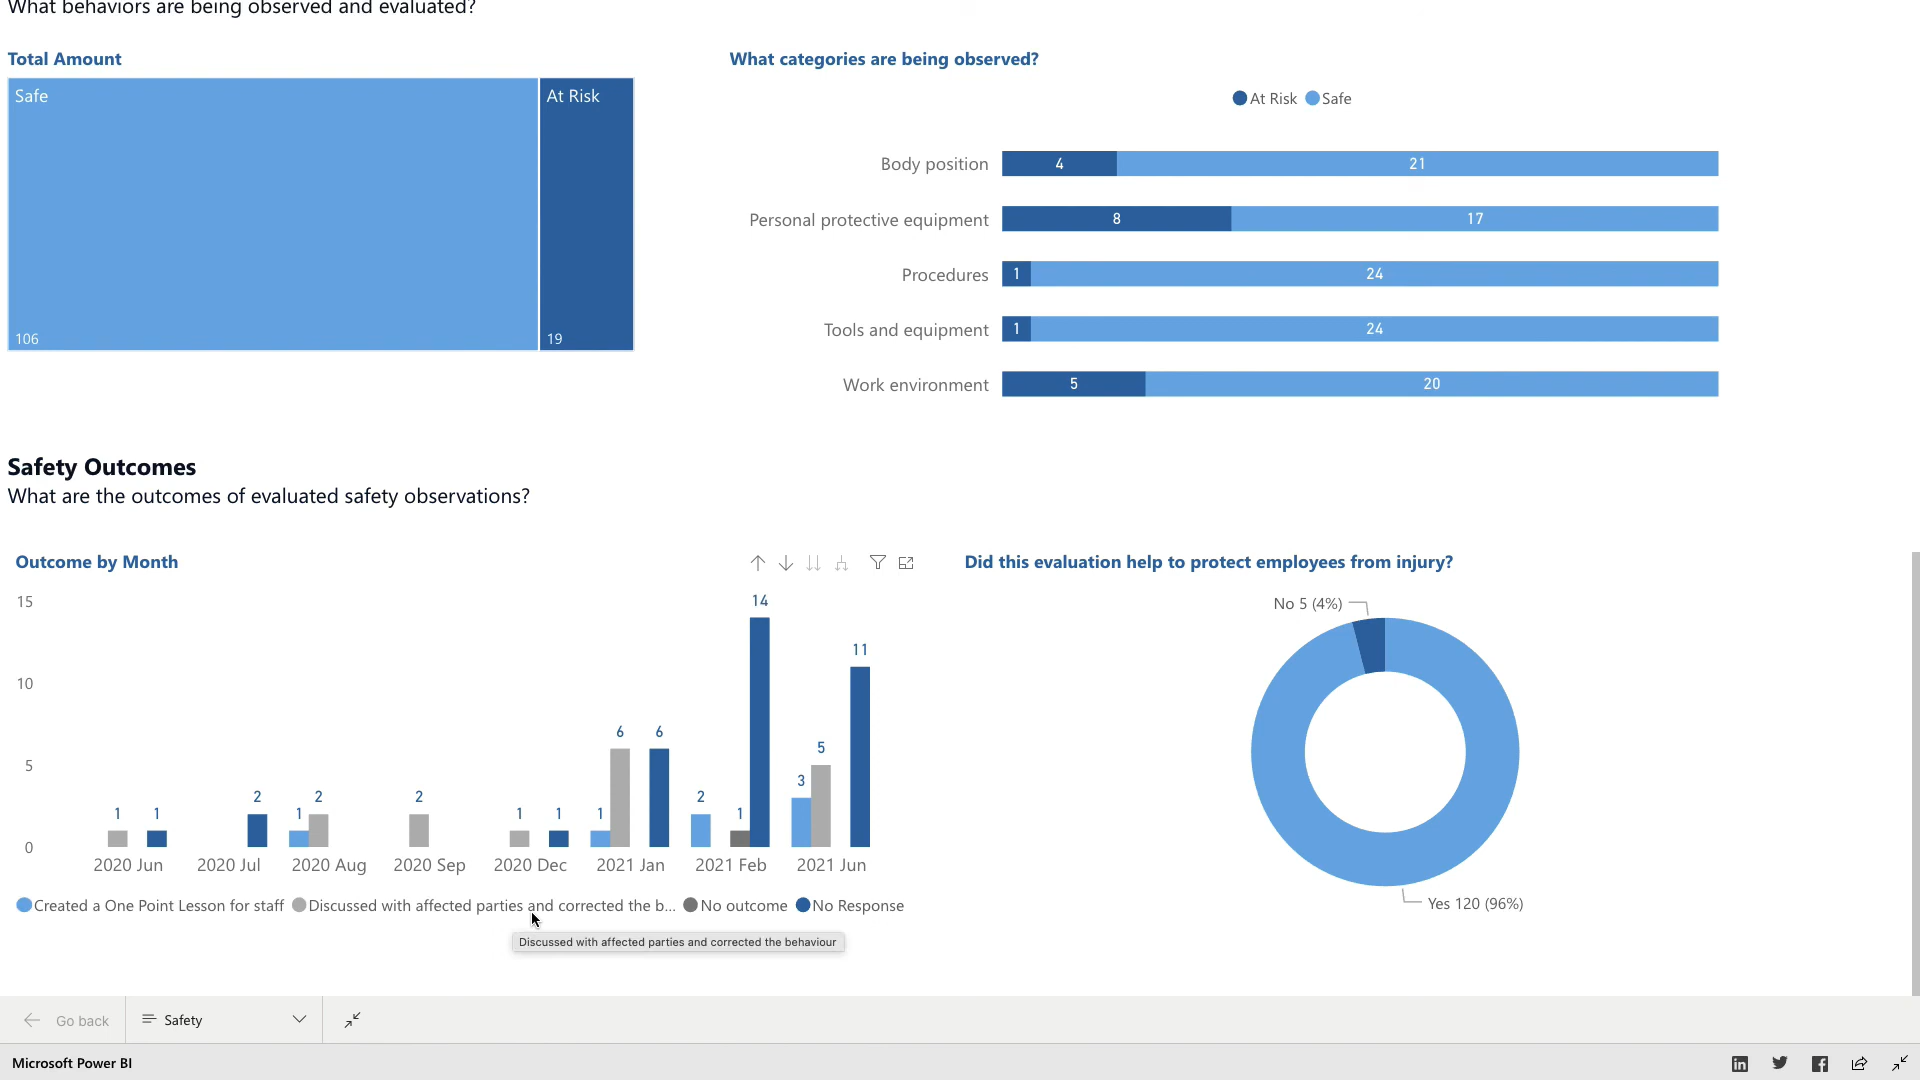 What behaviors are being observed and evaluated?
Total Amount
Safe
At Risk
106
19
What categories are being observed?
At Risk Safe
Body position 4 21
Personal protective equipment 8 17
Procedures 1 24
Tools and equipment 1 24
Work environment 5 20
Safety Outcomes
What are the outcomes of evaluated safety observations?
Outcome by Month
15
10
5
0
1 1 2 1 2 2 1 1 1 6 6 2 1 14 3 5 11
2020 Jun 2020 Jul 2020 Aug 2020 Sep 2020 Dec 2021 Jan 2021 Feb 2021 Jun
Created a One Point Lesson for staff Discussed with affected parties and corrected the b... No outcome No Response
Discussed with affected parties and corrected the behaviour
Did this evaluation help to protect employees from injury?
No 5 (4%)
Yes 120 (96%)
Go back Safety
Microsoft Power BI